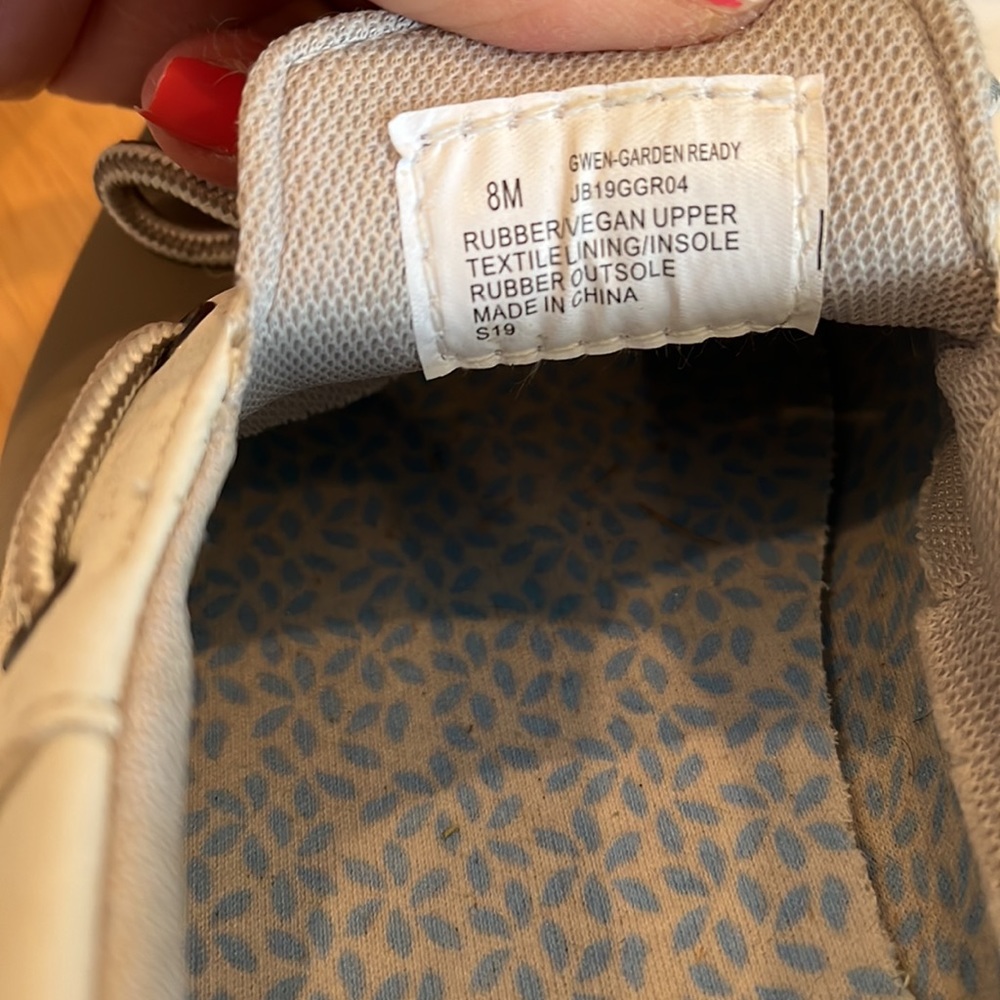 GWEN-GARDEN READY
8M JB19GGR04
RUBBER/VEGAN UPPER
TEXTILE LINING/INSOLE
RUBBER OUTSOLE
MADE IN CHINA
S19